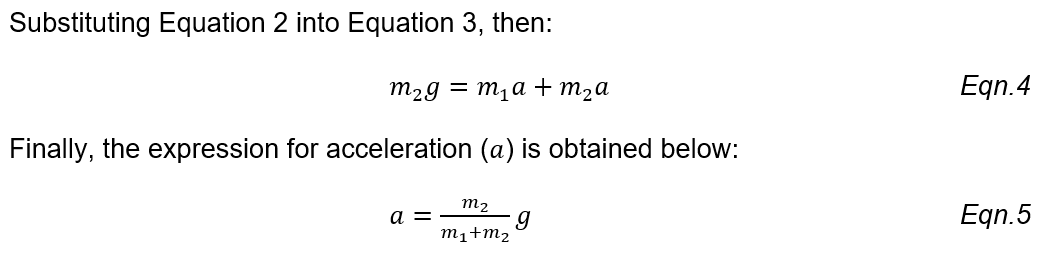 Substituting Equation 2 into Equation 3, then:
m₂g = m₁a + m₂a Eqn.4
Finally, the expression for acceleration (a) is obtained below:
a = m₂/(m₁+m₂) g Eqn.5